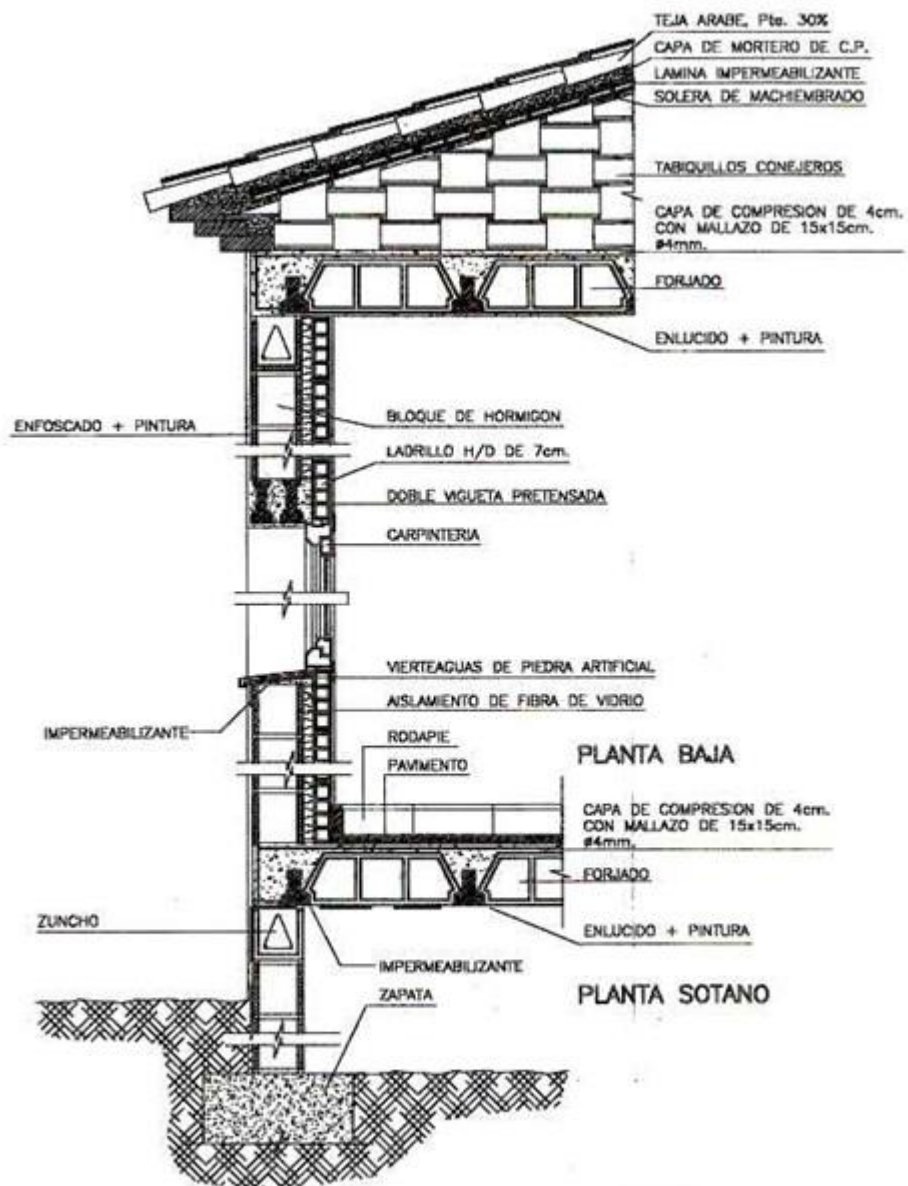 TEJA ARABE, Pte. 30%
CAPA DE MORTERO DE C.P.
LAMINA IMPERMEABILIZANTE
SOLERA DE MACHIEMBRADO
TABIQUILLOS CONEJEROS
CAPA DE COMPRESION DE 4cm.
CON MALLAZO DE 15x15cm.
ø4mm.
FORJADO
ENLUCIDO + PINTURA
BLOQUE DE HORMIGON
ENFOSCADO + PINTURA
LADRILLO H/D DE 7cm.
DOBLE VIGUETA PRETENSADA
CARPINTERIA
VIERTEAGUAS DE PIEDRA ARTIFICIAL
AISLAMIENTO DE FIBRA DE VIDRIO
IMPERMEABILIZANTE
RODAPIE
PAVIMENTO
PLANTA BAJA
CAPA DE COMPRESION DE 4cm.
CON MALLAZO DE 15x15cm.
ø4mm.
FORJADO
ZUNCHO
ENLUCIDO + PINTURA
IMPERMEABILIZANTE
ZAPATA
PLANTA SOTANO